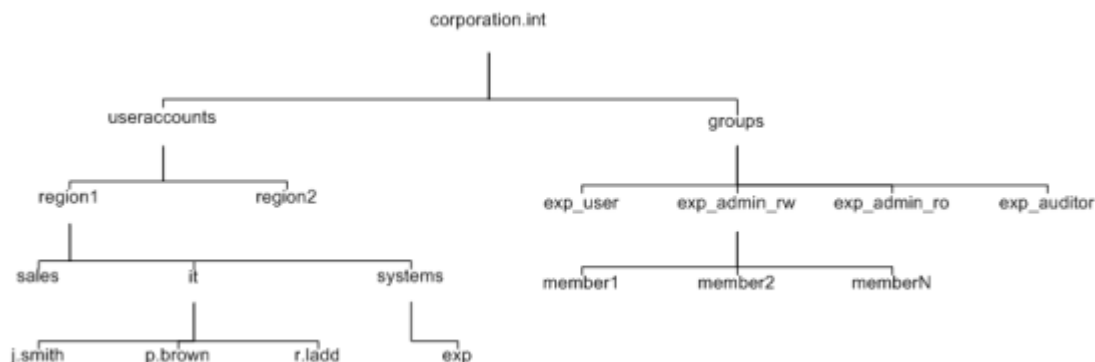 corporation.int
useraccounts groups
region1 region2 exp_user exp_admin_rw exp_admin_ro exp_auditor
sales it systems member1 member2 memberN
j.smith p.brown r.ladd exp